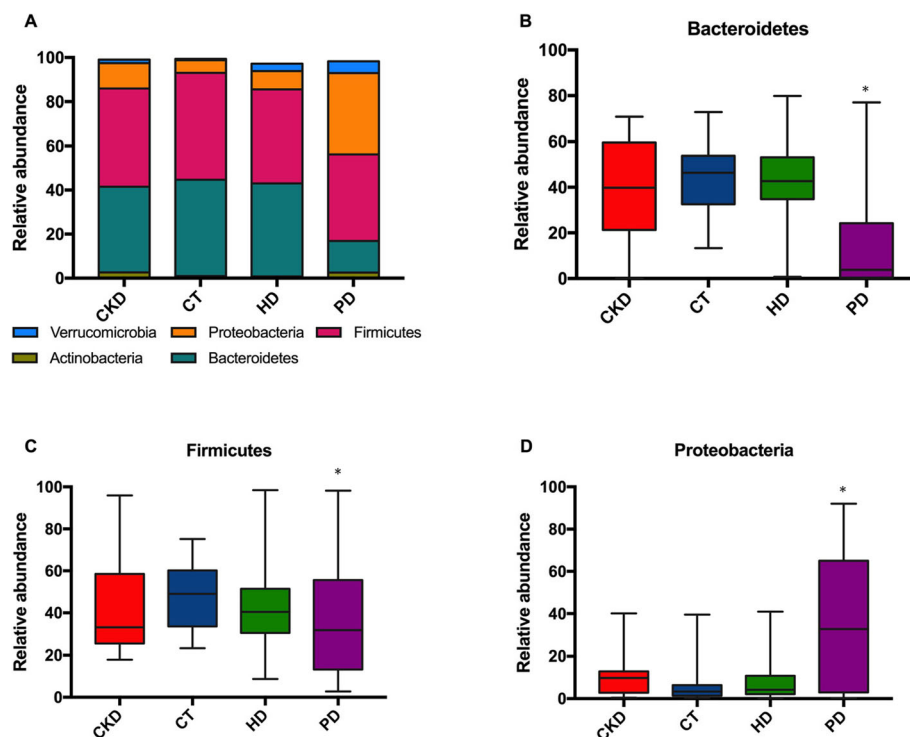 A
Relative abundance
100
80
60
40
20
0
CKD
CT
HD
PD
Verrucomicrobia Proteobacteria Firmicutes
Actinobacteria Bacteroidetes
B
Bacteroidetes
Relative abundance
100
80
60
40
20
0
*
CKD
CT
HD
PD
C
Firmicutes
Relative abundance
100
80
60
40
20
0
*
CKD
CT
HD
PD
D
Proteobacteria
Relative abundance
100
80
60
40
20
0
*
CKD
CT
HD
PD